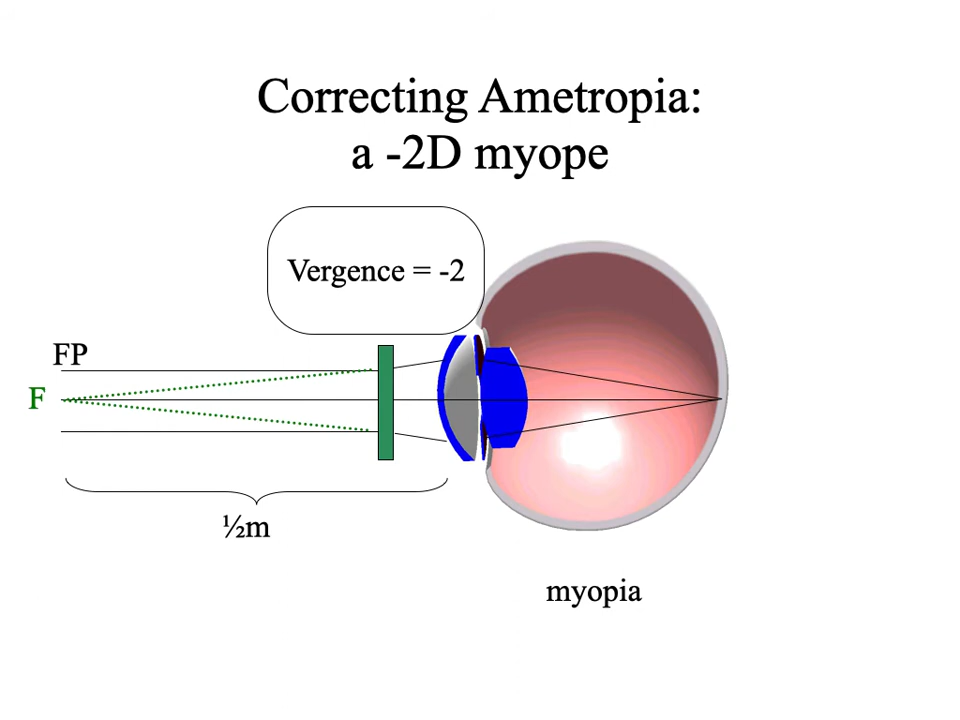 Correcting Ametropia:
a -2D myope
Vergence = -2
FP
F
½m
myopia